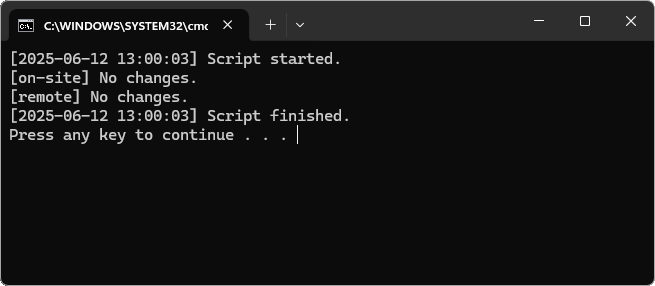 C:\WINDOWS\SYSTEM32\cmd
[2025-06-12 13:00:03] Script started.
[on-site] No changes.
[remote] No changes.
[2025-06-12 13:00:03] Script finished.
Press any key to continue . . .